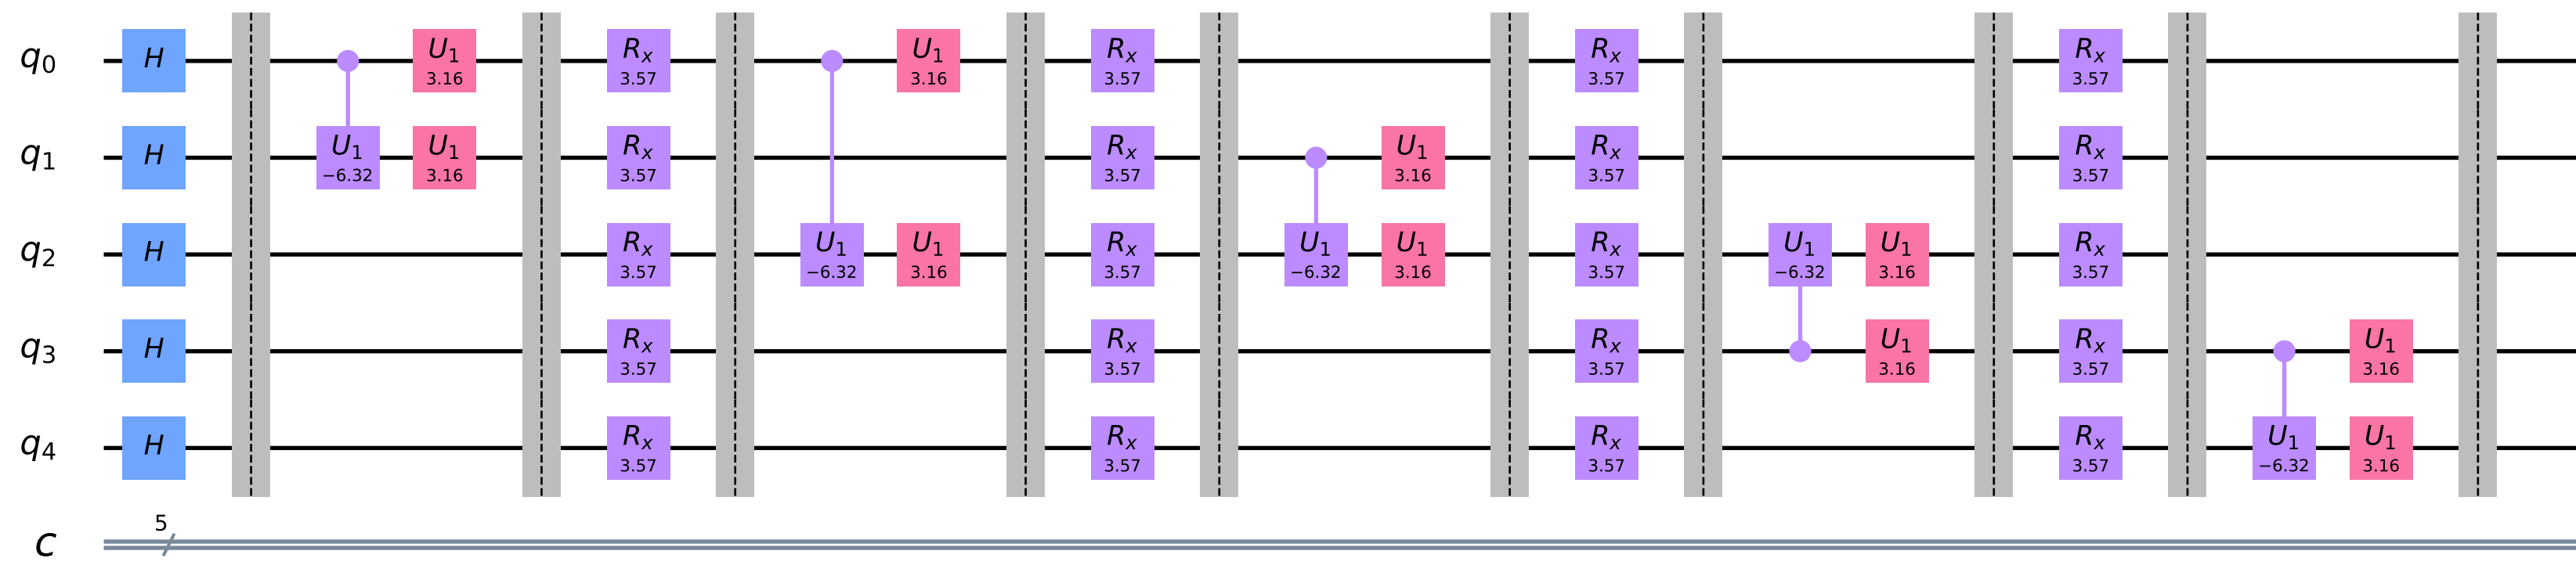 q0 H U1 3.16 Rx 3.57 U1 3.16 Rx 3.57 Rx 3.57 Rx 3.57
q1 H U1 −6.32 U1 3.16 Rx 3.57 Rx 3.57 U1 3.16 Rx 3.57 Rx 3.57
q2 H Rx 3.57 U1 −6.32 U1 3.16 Rx 3.57 U1 −6.32 U1 3.16 Rx 3.57 U1 −6.32 U1 3.16 Rx 3.57
q3 H Rx 3.57 Rx 3.57 Rx 3.57 U1 3.16 Rx 3.57 U1 3.16
q4 H Rx 3.57 Rx 3.57 Rx 3.57 Rx 3.57 U1 −6.32 U1 3.16
5
c